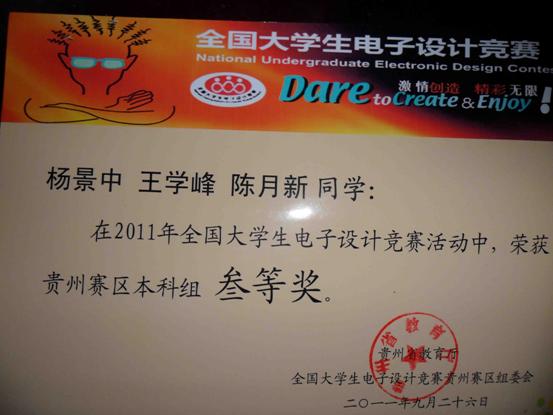 全国大学生电子设计竞赛
National Undergraduate Electronic Design Contes
Dare to Create & Enjoy !
激情创造 精彩无限
杨景中 王学峰 陈月新 同学:
在2011年全国大学生电子设计竞赛活动中,荣获
贵州赛区本科组 叁等奖。
贵州省教育厅
全国大学生电子设计竞赛贵州赛区组委会
二〇一一年九月二十六日